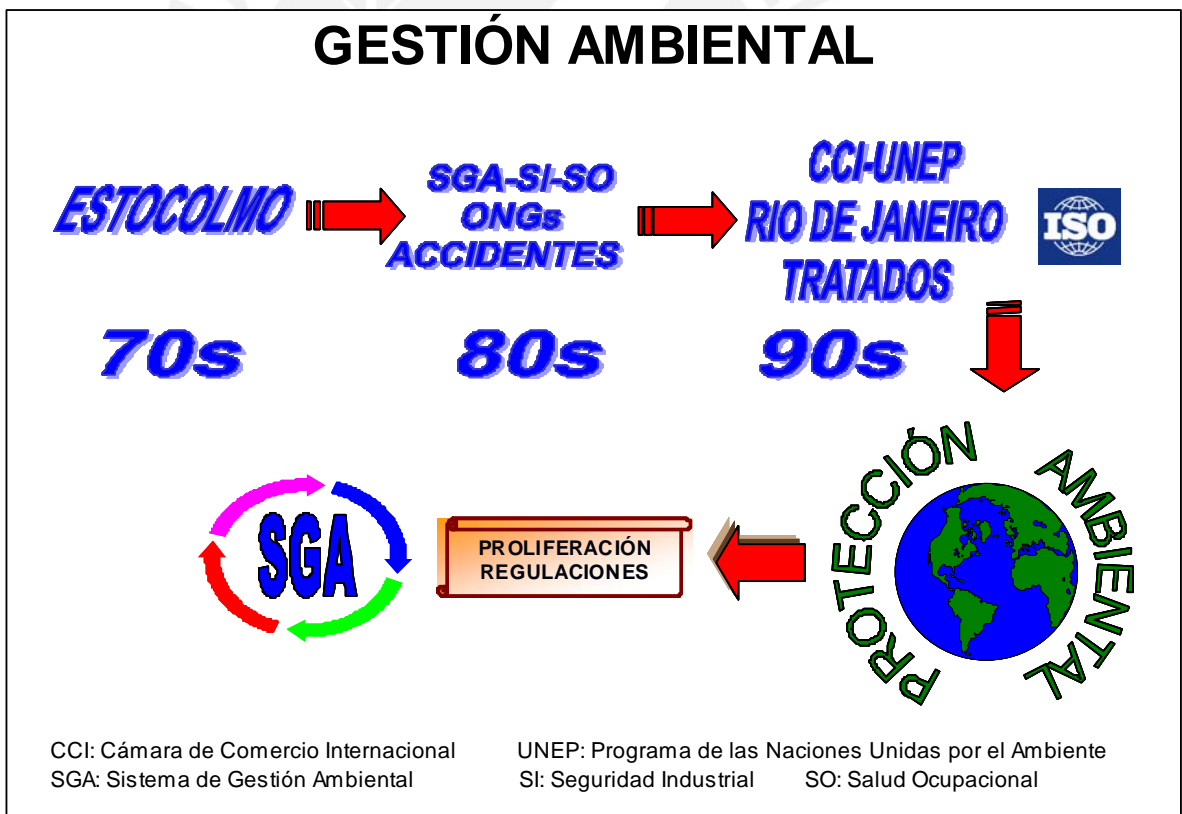 GESTIÓN AMBIENTAL
ESTOCOLMO
SGA-SI-SO
ONGs
ACCIDENTES
CCI-UNEP
RIO DE JANEIRO
TRATADOS
ISO
70s
80s
90s
PROTECCIÓN AMBIENTAL
PROLIFERACIÓN
REGULACIONES
SGA
CCI: Cámara de Comercio Internacional
UNEP: Programa de las Naciones Unidas por el Ambiente
SGA: Sistema de Gestión Ambiental
SI: Seguridad Industrial
SO: Salud Ocupacional